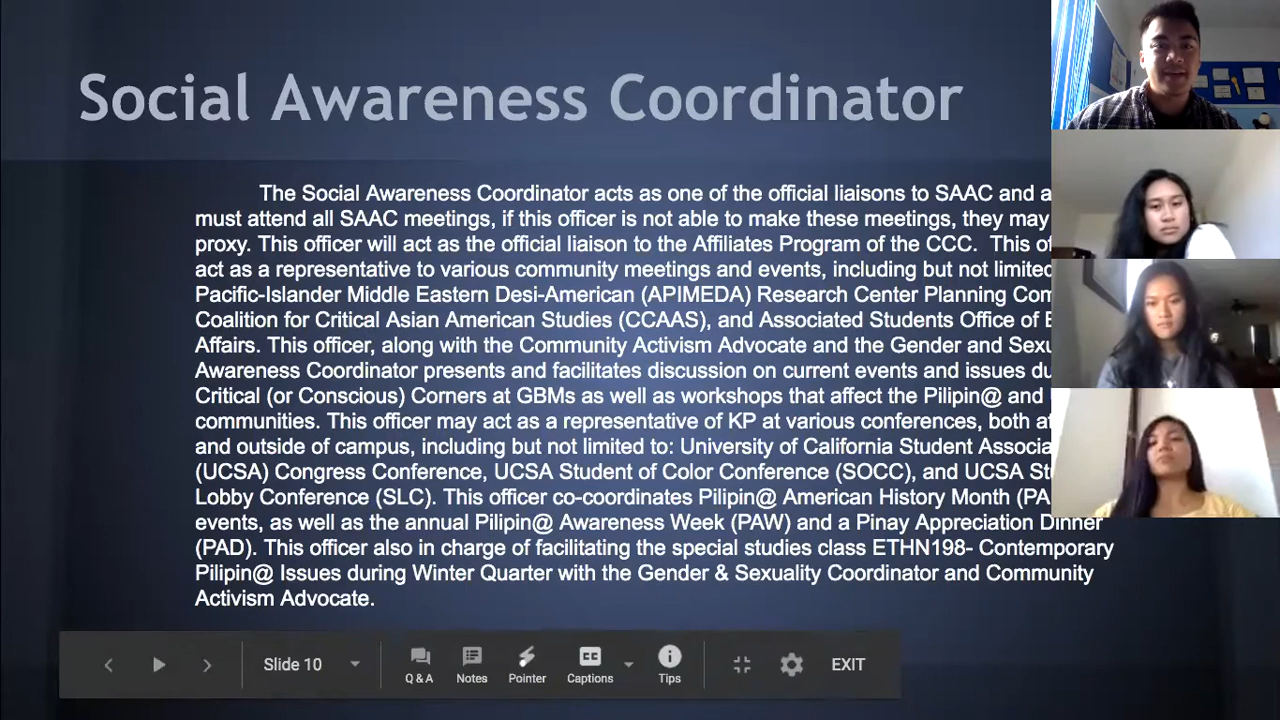 Social Awareness Coordinator
The Social Awareness Coordinator acts as one of the official liaisons to SAAC and
must attend all SAAC meetings, if this officer is not able to make these meetings, they may
proxy. This officer will act as the official liaison to the Affiliates Program of the CCC. This
act as a representative to various community meetings and events, including but not limited
Pacific-Islander Middle Eastern Desi-American (APIMEDA) Research Center Planning
Coalition for Critical Asian American Studies (CCAAS), and Associated Students Office of
Affairs. This officer, along with the Community Activism Advocate and the Gender and
Awareness Coordinator presents and facilitates discussion on current events and issues
Critical (or Conscious) Corners at GBMs as well as workshops that affect the Pilipin@ and
communities. This officer may act as a representative of KP at various conferences, both
and outside of campus, including but not limited to: University of California Student
(UCSA) Congress Conference, UCSA Student of Color Conference (SOCC), and UCSA
Lobby Conference (SLC). This officer co-coordinates Pilipin@ American History Month
events, as well as the annual Pilipin@ Awareness Week (PAW) and a Pinay Appreciation Dinner
(PAD). This officer also in charge of facilitating the special studies class ETHN198- Contemporary
Pilipin@ Issues during Winter Quarter with the Gender & Sexuality Coordinator and Community
Activism Advocate.
Slide 10
Q & A
Notes
Pointer
CC
Captions
Tips
EXIT